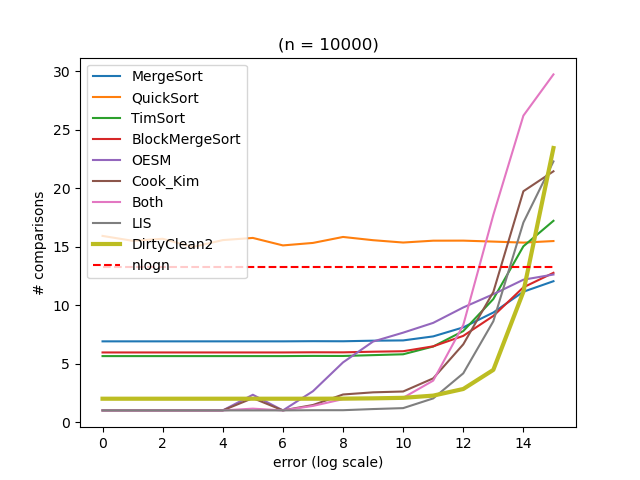 (n = 10000)
MergeSort
QuickSort
TimSort
BlockMergeSort
OESM
Cook_Kim
Both
LIS
DirtyClean2
nlogn
# comparisons
30
25
20
15
10
5
0
0 2 4 6 8 10 12 14
error (log scale)